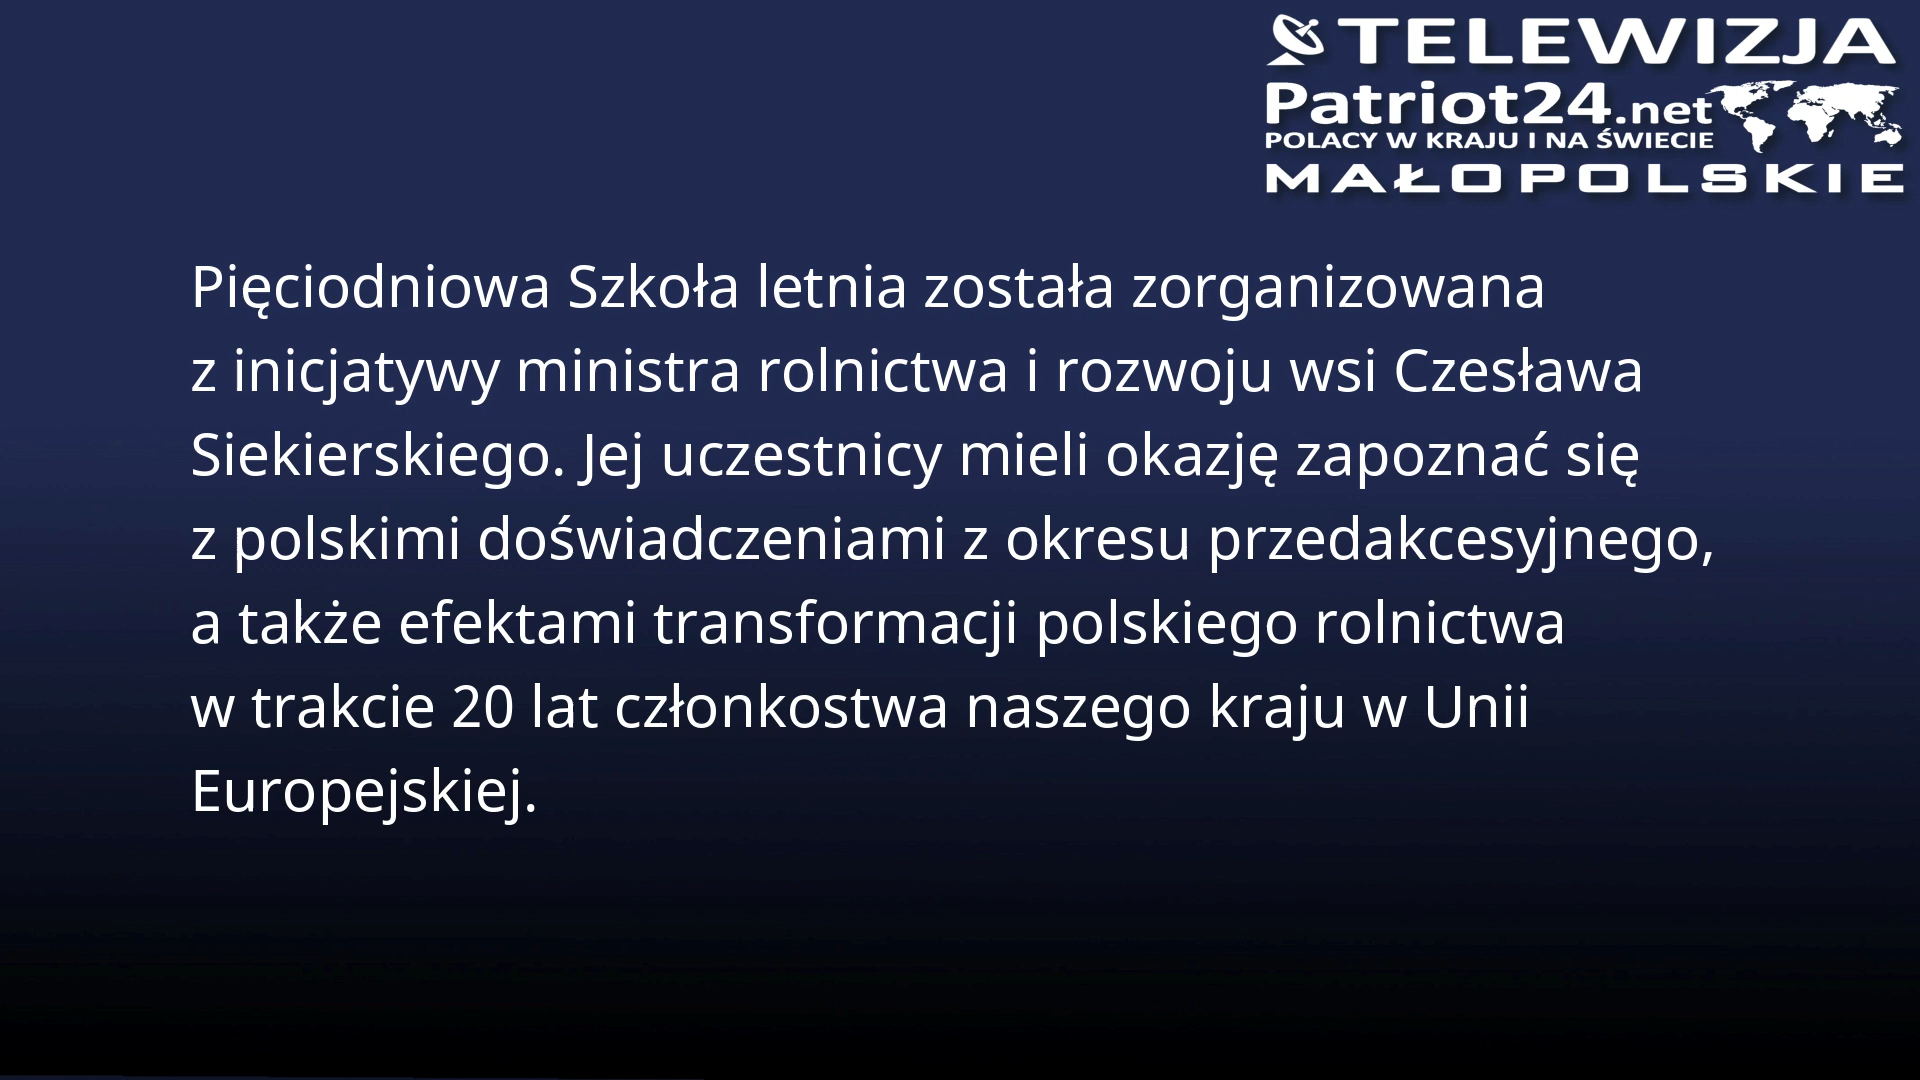 TELEWIZJA
Patriot24.net
POLACY W KRAJU I NA ŚWIECIE
MAŁOPOLSKIE
Pięciodniowa Szkoła letnia została zorganizowana
z inicjatywy ministra rolnictwa i rozwoju wsi Czesława
Siekierskiego. Jej uczestnicy mieli okazję zapoznać się
z polskimi doświadczeniami z okresu przedakcesyjnego,
a także efektami transformacji polskiego rolnictwa
w trakcie 20 lat członkostwa naszego kraju w Unii
Europejskiej.